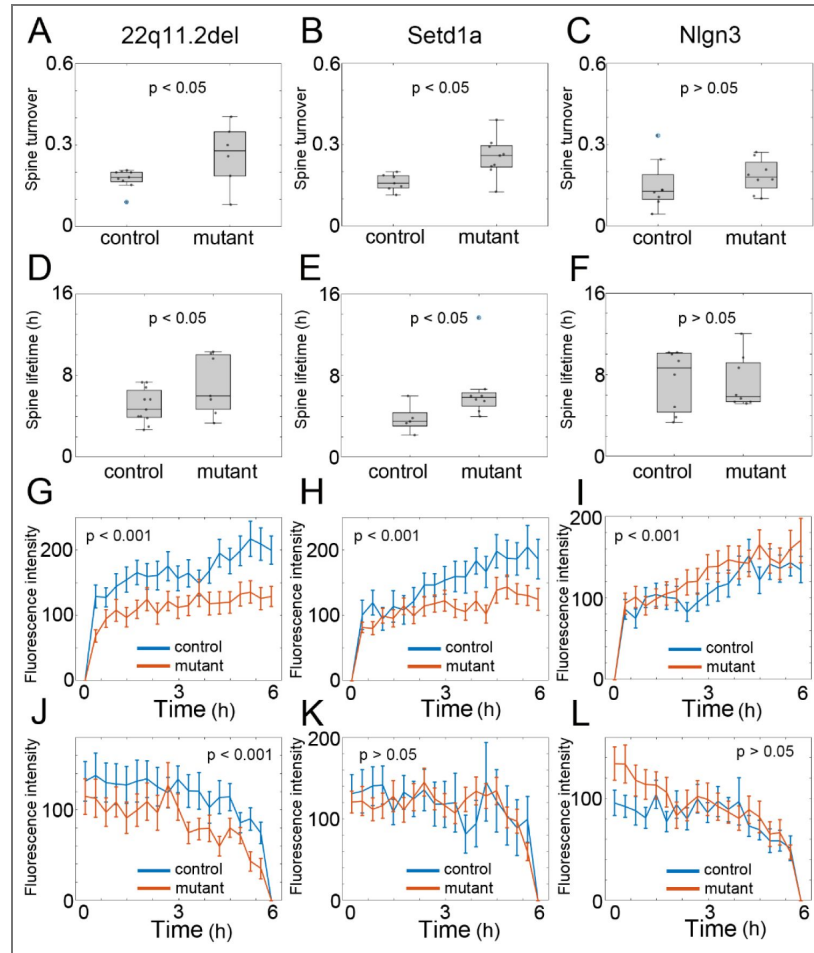 A 22q11.2del B Setd1a C Nlgn3
0.6 0.6 0.6
p < 0.05 p < 0.05 p > 0.05
Spine turnover Spine turnover Spine turnover
0.3 0.3 0.3
0 0 0
control mutant control mutant control mutant
D E F
16 16 16
p < 0.05 p < 0.05 p > 0.05
Spine lifetime (h) Spine lifetime (h) Spine lifetime (h)
8 8 8
0 0 0
control mutant control mutant control mutant
G H I
p < 0.001 p < 0.001 p < 0.001
Fluorescence intensity Fluorescence intensity Fluorescence intensity
200 200 200
100 100 100
control control control
mutant mutant mutant
0 0 0
0 3 6 0 3 6 0 3 6
Time (h) Time (h) Time (h)
J K L
200
p < 0.001 p > 0.05 p > 0.05
Fluorescence intensity Fluorescence intensity Fluorescence intensity
100 100 100
control control control
mutant mutant mutant
0 0 0
0 3 6 0 3 6 0 3 6
Time (h) Time (h) Time (h)